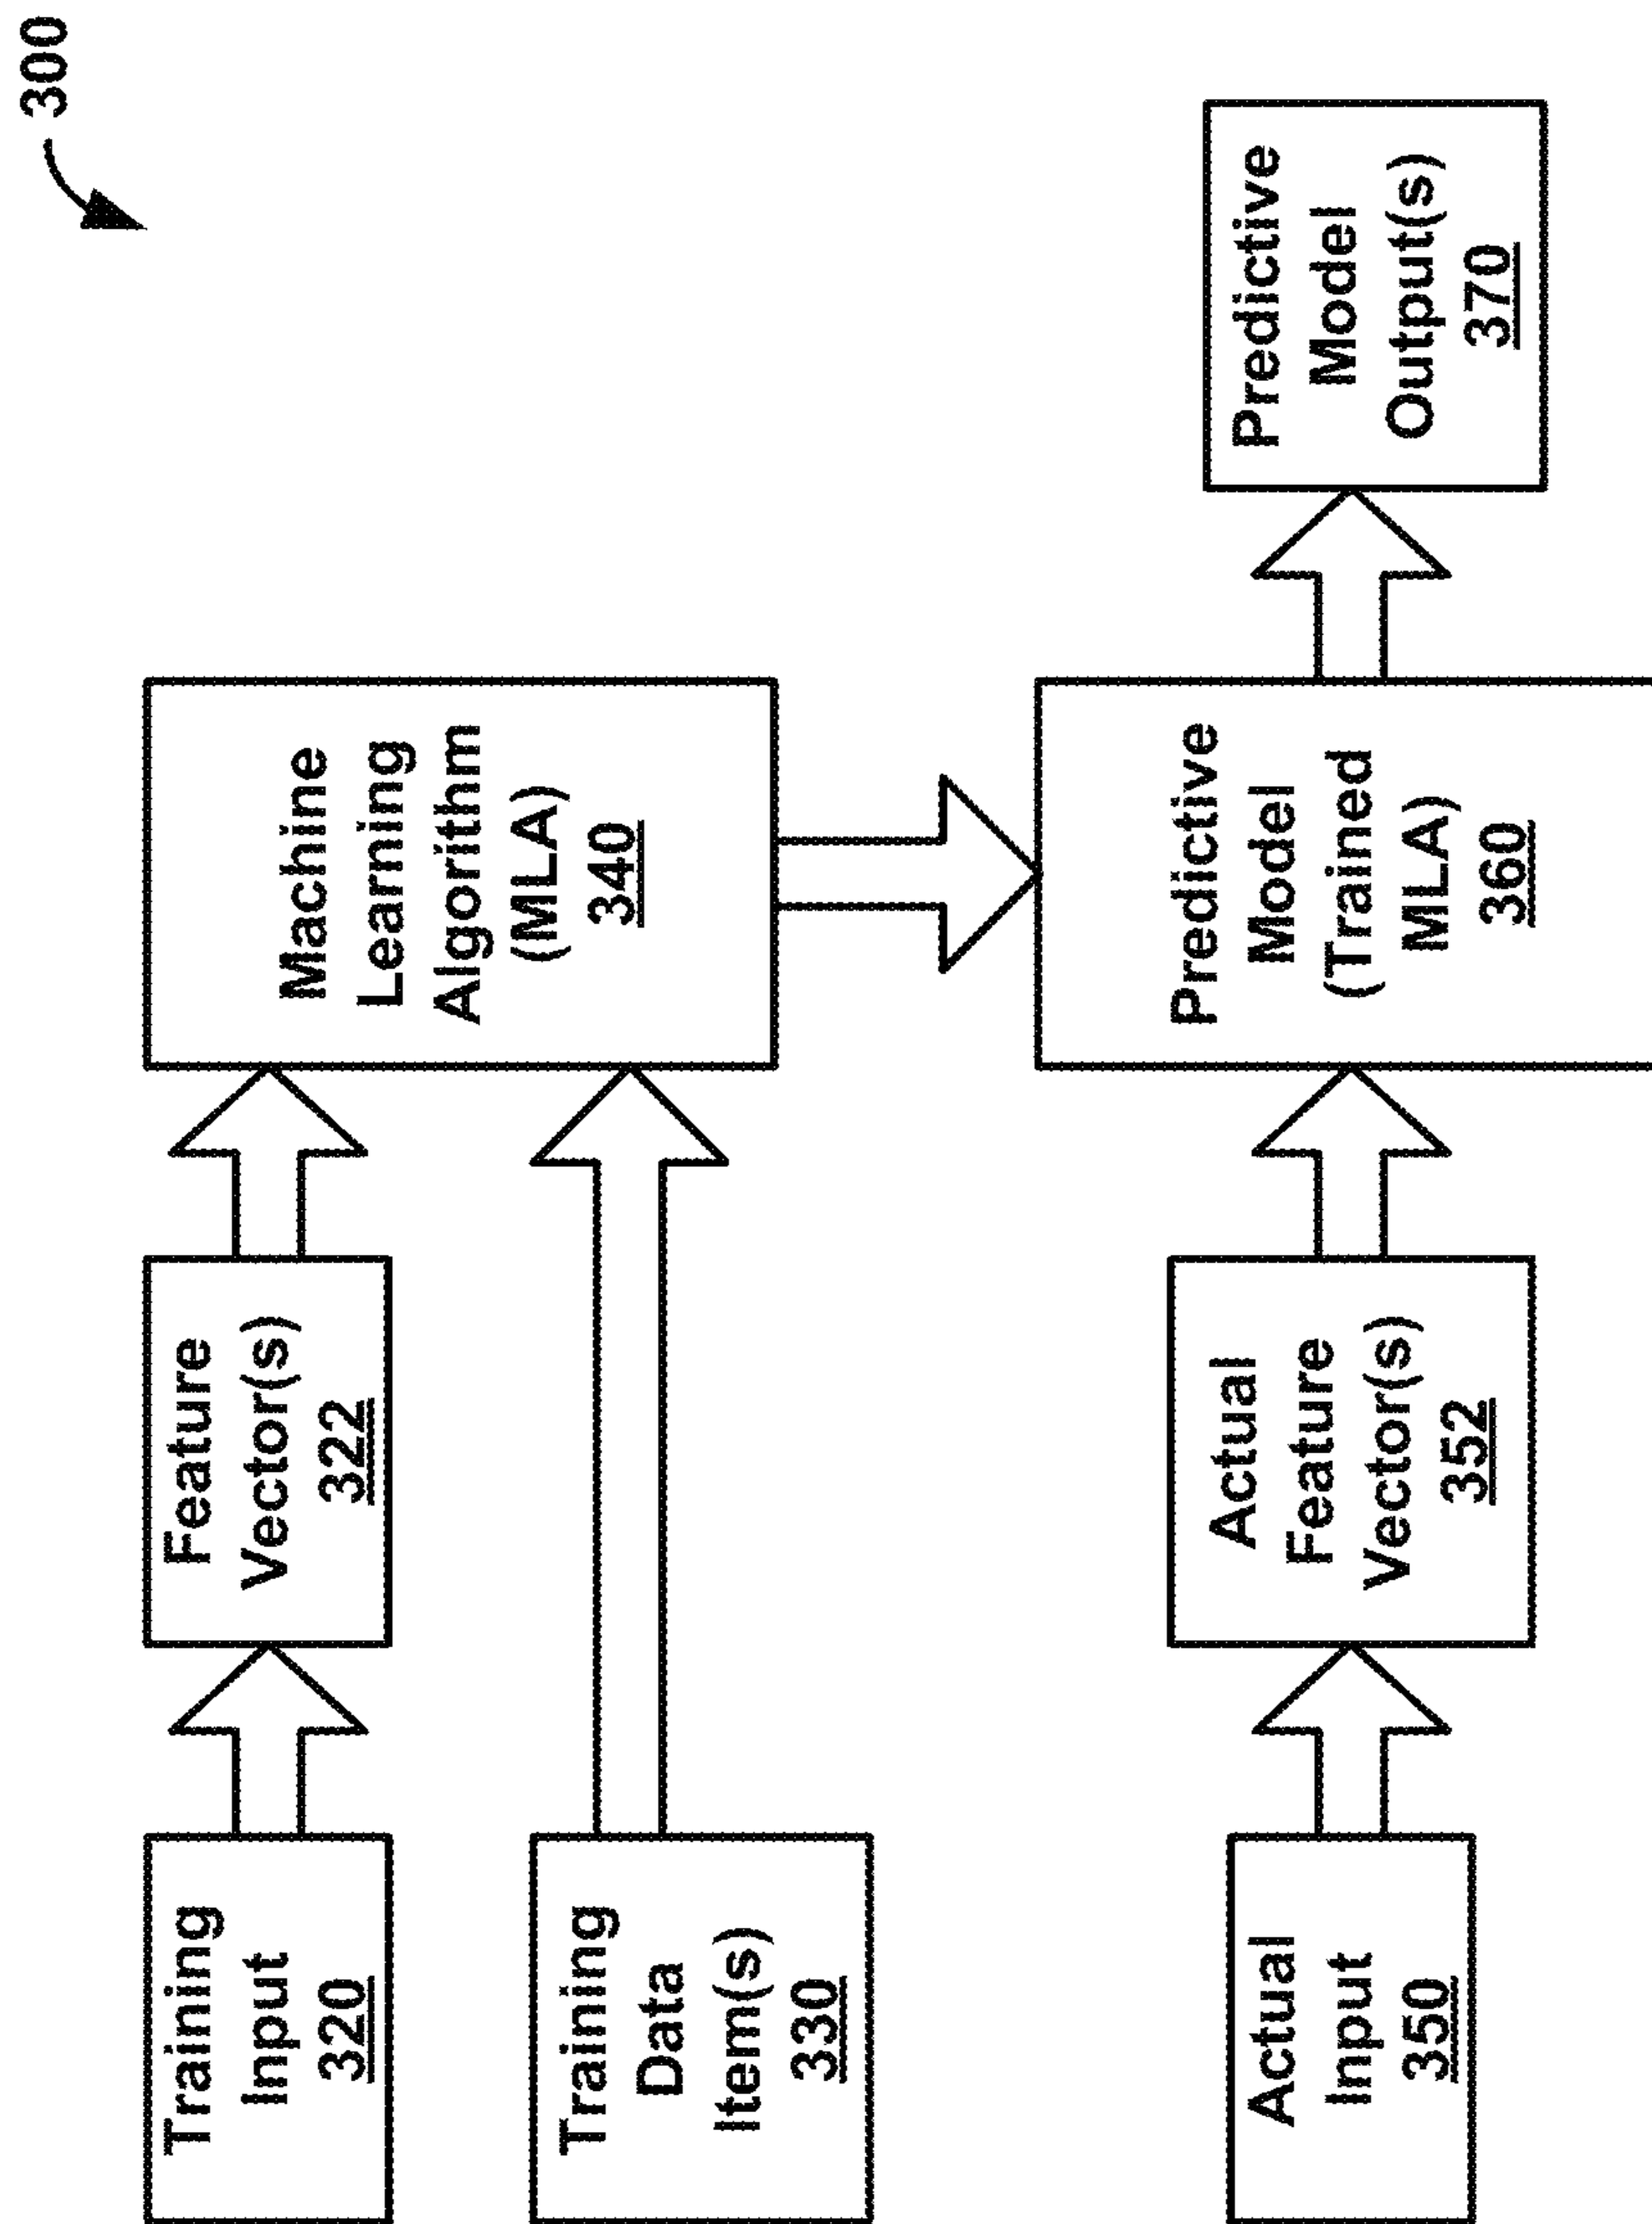 300
Training
Input
320
Feature
Vector(s)
322
Machine
Learning
Algorithm
(MLA)
340
Training
Data
Item(s)
330
Actual
Input
350
Actual
Feature
Vector(s)
352
Predictive
Model
(Trained
MLA)
360
Predictive
Model
Output(s)
370